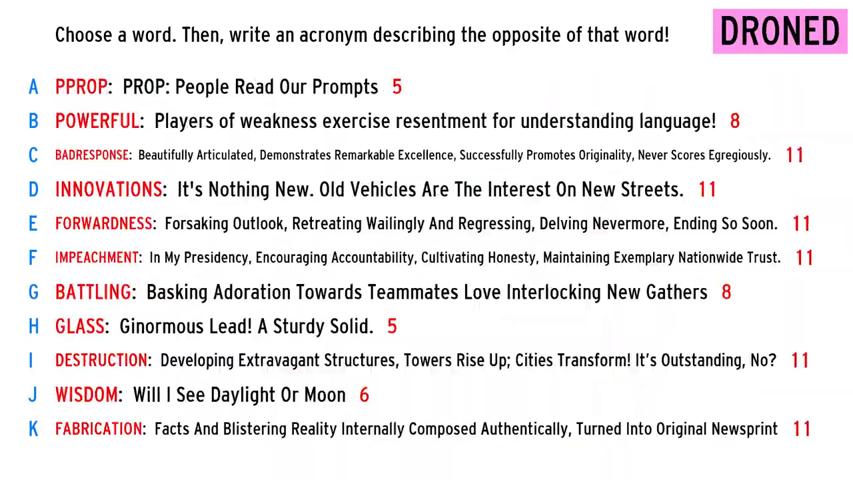 Choose a word. Then, write an acronym describing the opposite of that word!
DRONED
A PPROP: PROP: People Read Our Prompts 5
B POWERFUL: Players of weakness exercise resentment for understanding language! 8
C BADRESPONSE: Beautifully Articulated, Demonstrates Remarkable Excellence, Successfully Promotes Originality, Never Scores Egregiously. 11
D INNOVATIONS: It's Nothing New. Old Vehicles Are The Interest On New Streets. 11
E FORWARDNESS: Forsaking Outlook, Retreating Wailingly And Regressing, Delving Nevermore, Ending So Soon. 11
F IMPEACHMENT: In My Presidency, Encouraging Accountability, Cultivating Honesty, Maintaining Exemplary Nationwide Trust. 11
G BATTLING: Basking Adoration Towards Teammates Love Interlocking New Gathers 8
H GLASS: Ginormous Lead! A Sturdy Solid. 5
I DESTRUCTION: Developing Extravagant Structures, Towers Rise Up; Cities Transform! It's Outstanding, No? 11
J WISDOM: Will I See Daylight Or Moon 6
K FABRICATION: Facts And Blistering Reality Internally Composed Authentically, Turned Into Original Newsprint 11